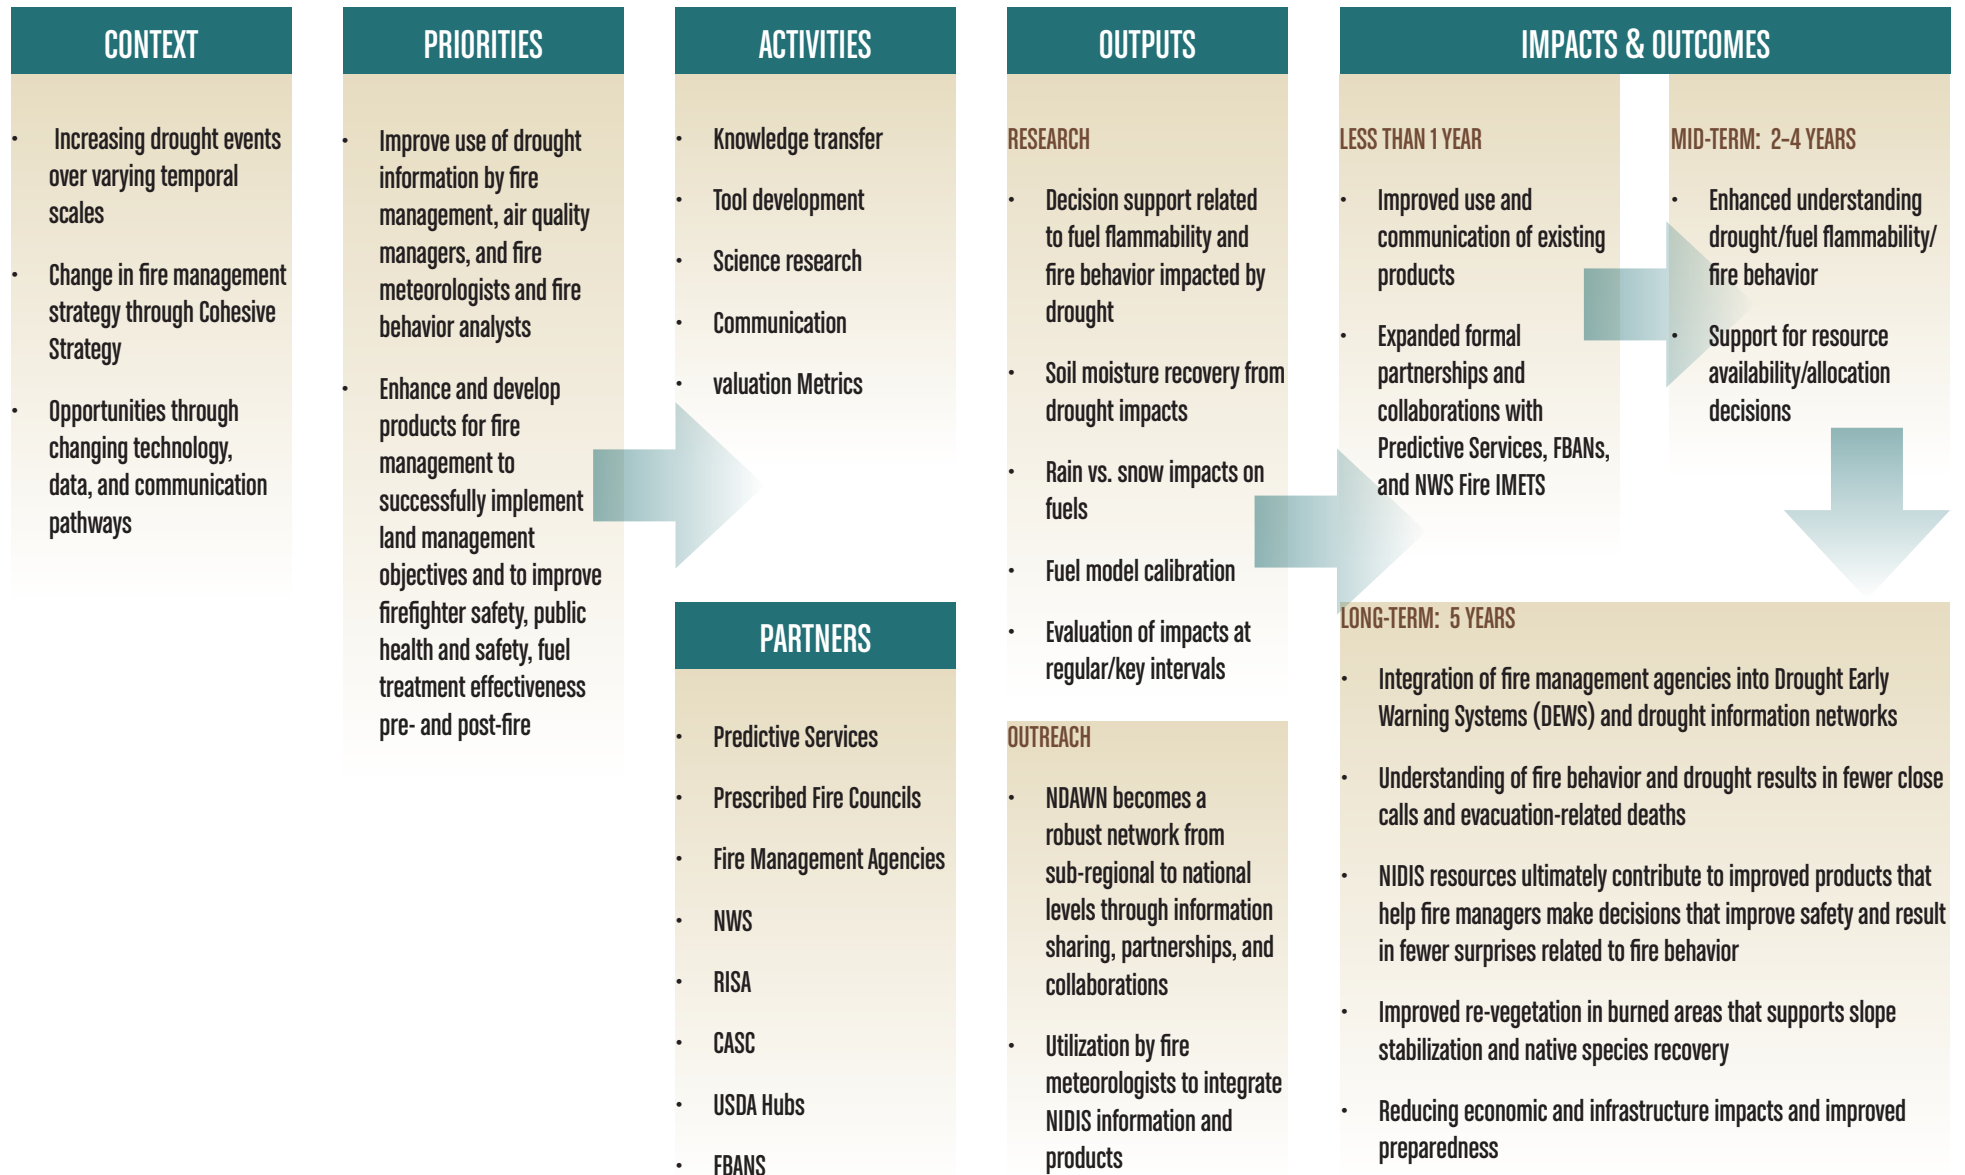 CONTEXT
• Increasing drought events
over varying temporal
scales
• Change in fire management
strategy through Cohesive
Strategy
• Opportunities through
changing technology,
data, and communication
pathways
PRIORITIES
• Improve use of drought
information by fire
management, air quality
managers, and fire
meteorologists and fire
behavior analysts
• Enhance and develop
products for fire
management to
successfully implement
land management
objectives and to improve
firefighter safety, public
health and safety, fuel
treatment effectiveness
pre- and post-fire
ACTIVITIES
• Knowledge transfer
• Tool development
• Science research
• Communication
• valuation Metrics
PARTNERS
• Predictive Services
• Prescribed Fire Councils
• Fire Management Agencies
• NWS
• RISA
• CASC
• USDA Hubs
• FBANS
OUTPUTS
RESEARCH
• Decision support related
to fuel flammability and
fire behavior impacted by
drought
• Soil moisture recovery from
drought impacts
• Rain vs. snow impacts on
fuels
• Fuel model calibration
• Evaluation of impacts at
regular/key intervals
OUTREACH
• NDAWN becomes a
robust network from
sub-regional to national
levels through information
sharing, partnerships, and
collaborations
• Utilization by fire
meteorologists to integrate
NIDIS information and
products
IMPACTS & OUTCOMES
LESS THAN 1 YEAR
• Improved use and
communication of existing
products
• Expanded formal
partnerships and
collaborations with
Predictive Services, FBANs,
and NWS Fire IMETS
MID-TERM: 2-4 YEARS
• Enhanced understanding
drought/fuel flammability/
fire behavior
• Support for resource
availability/allocation
decisions
LONG-TERM: 5 YEARS
• Integration of fire management agencies into Drought Early
Warning Systems (DEWS) and drought information networks
• Understanding of fire behavior and drought results in fewer close
calls and evacuation-related deaths
• NIDIS resources ultimately contribute to improved products that
help fire managers make decisions that improve safety and result
in fewer surprises related to fire behavior
• Improved re-vegetation in burned areas that supports slope
stabilization and native species recovery
• Reducing economic and infrastructure impacts and improved
preparedness